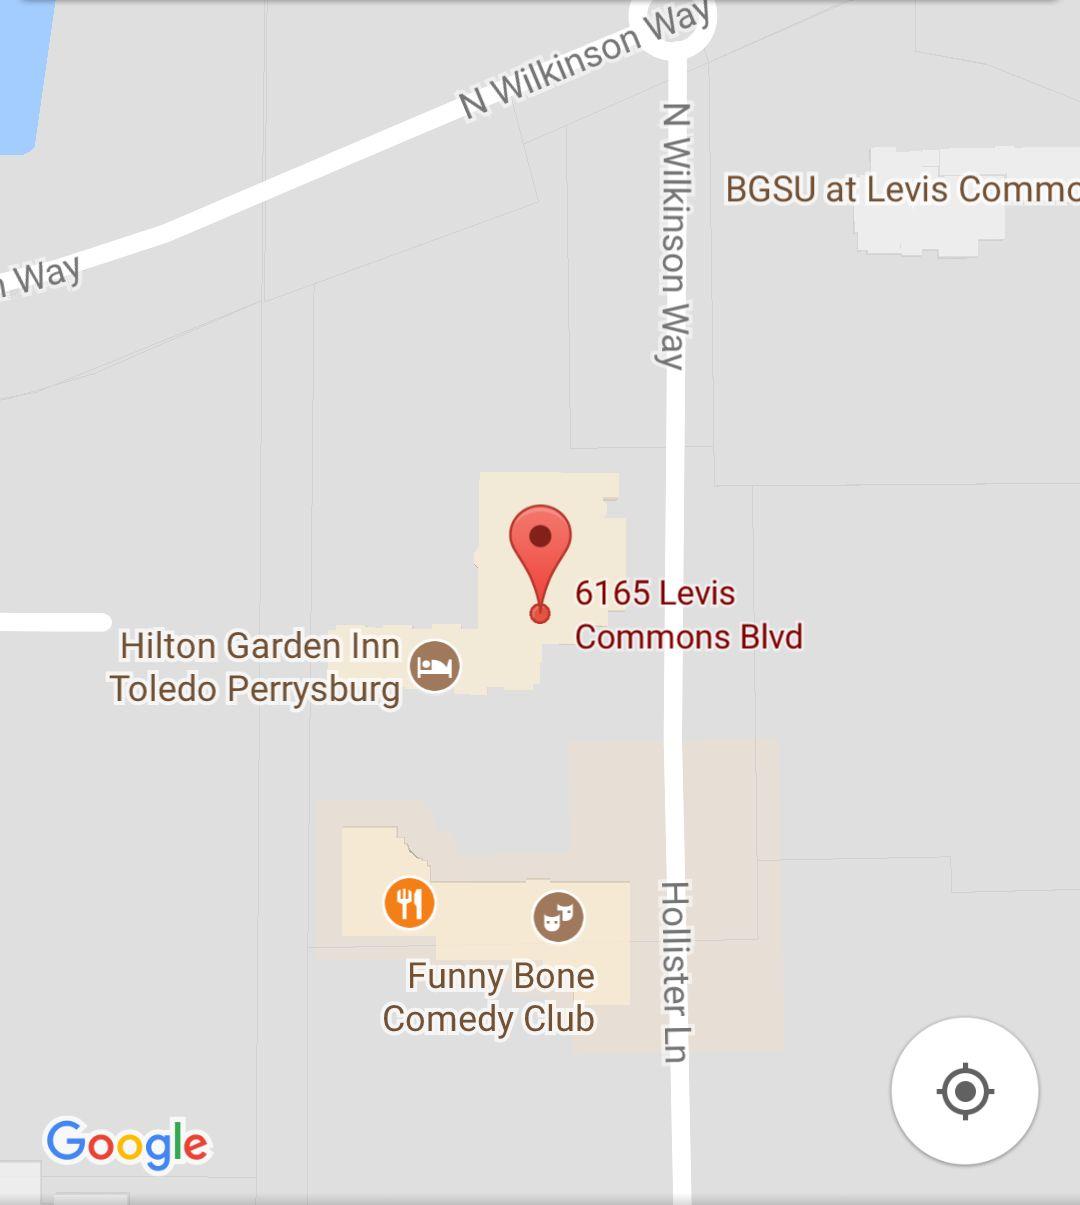 N Wilkinson Way
N Wilkinson Way
BGSU at Levis Commo
n Way
6165 Levis
Commons Blvd
Hilton Garden Inn
Toledo Perrysburg
Hollister Ln
Funny Bone
Comedy Club
Google